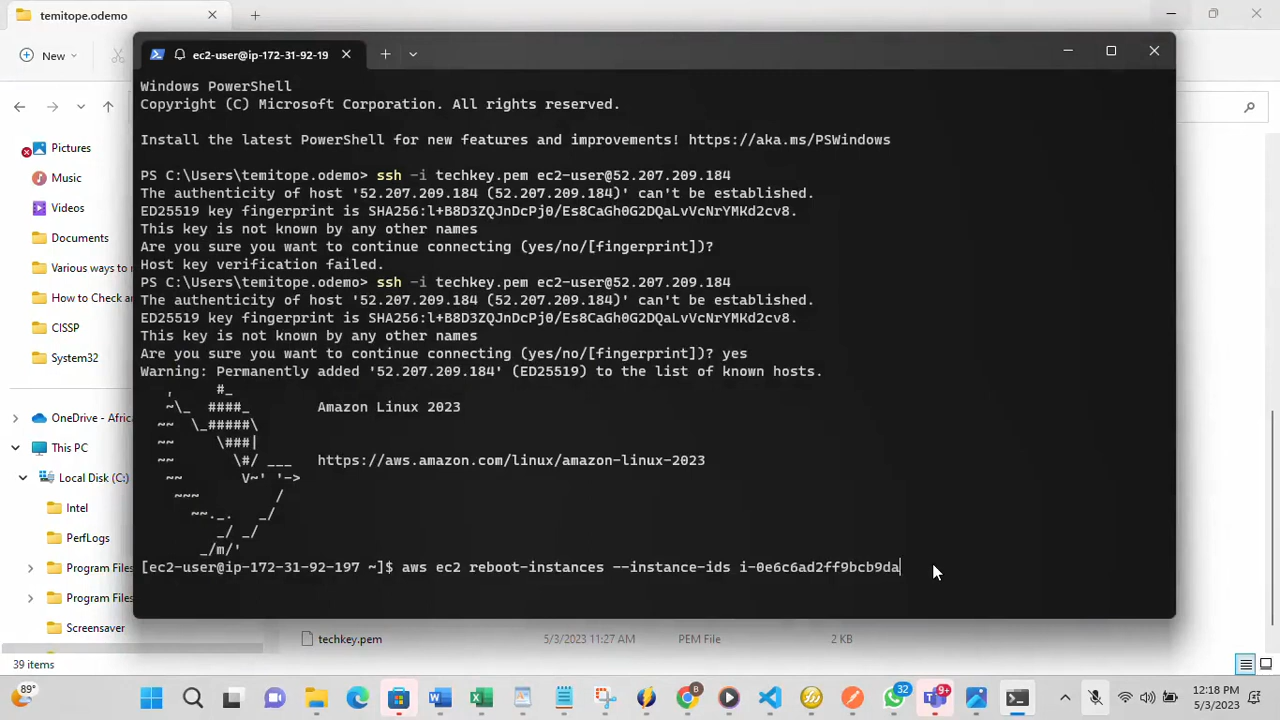 temitope.odemo
New
ec2-user@ip-172-31-92-19
Windows PowerShell
Copyright (C) Microsoft Corporation. All rights reserved.
Install the latest PowerShell for new features and improvements! https://aka.ms/PSWindows
PS C:\Users\temitope.odemo> ssh -i techkey.pem ec2-user@52.207.209.184
The authenticity of host '52.207.209.184 (52.207.209.184)' can't be established.
ED25519 key fingerprint is SHA256:l+B8D3ZQJnDcPj0/Es8CaGh0G2DQaLvVcNrYMKd2cv8.
This key is not known by any other names
Are you sure you want to continue connecting (yes/no/[fingerprint])?
Host key verification failed.
PS C:\Users\temitope.odemo> ssh -i techkey.pem ec2-user@52.207.209.184
The authenticity of host '52.207.209.184 (52.207.209.184)' can't be established.
ED25519 key fingerprint is SHA256:l+B8D3ZQJnDcPj0/Es8CaGh0G2DQaLvVcNrYMKd2cv8.
This key is not known by any other names
Are you sure you want to continue connecting (yes/no/[fingerprint])? yes
Warning: Permanently added '52.207.209.184' (ED25519) to the list of known hosts.
   ,     #_
   ~\_  ####_        Amazon Linux 2023
  ~~  \_#####\
  ~~     \###|
  ~~       \#/ ___   https://aws.amazon.com/linux/amazon-linux-2023
   ~~       V~' '->
    ~~~         /
      ~~._.   _/
         _/ _/
       _/m/'
[ec2-user@ip-172-31-92-197 ~]$ aws ec2 reboot-instances --instance-ids i-0e6c6ad2ff9bcb9da
Pictures
Music
Videos
Documents
Various ways to
How to Check a
CISSP
System32
OneDrive - Afric
This PC
Local Disk (C:)
Intel
PerfLogs
Program Files
Program Files
Screensaver
techkey.pem 5/3/2023 11:27 AM PEM File 2 KB
39 items
89°
B
32
9+
12:18 PM
5/3/2023